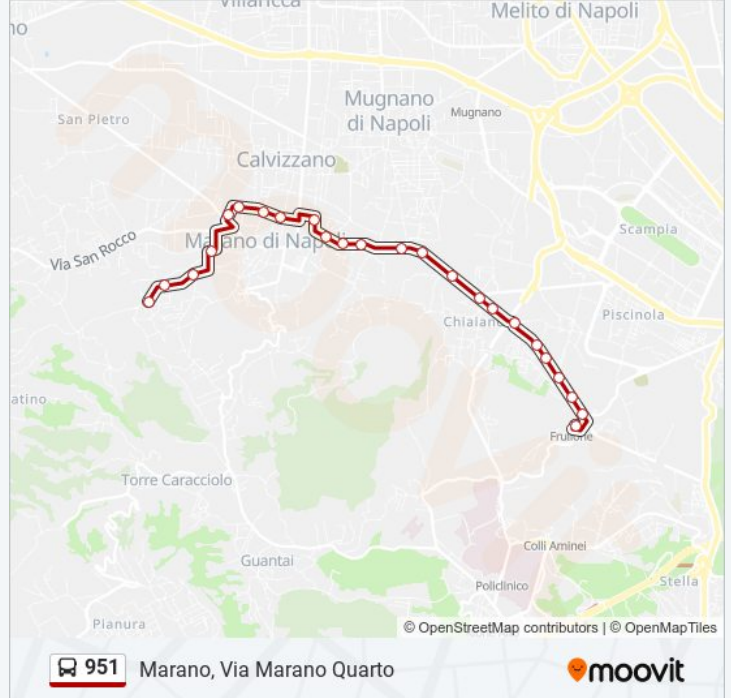 Villaricca
Melito di Napoli
no
Mugnano
di Napoli
Mugnano
San Pietro
Calvizzano
Scampia
Marano di Napoli
Via San Rocco
Piscinola
Chiaiano
atino
Frullone
Torre Caracciolo
Colli Aminei
Guantai
Policlinico
Stella
Planura
© OpenStreetMap contributors | © OpenMapTiles
951
Marano, Via Marano Quarto
moovit